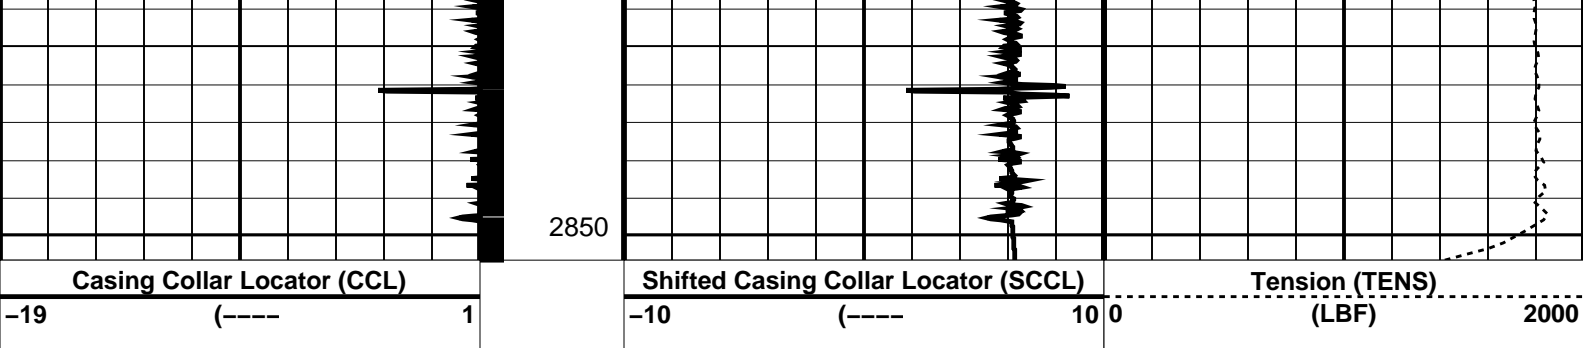 2850
Casing Collar Locator (CCL)
−19 (−−−− 1
Shifted Casing Collar Locator (SCCL)
−10 (−−−− 10
Tension (TENS)
0 (LBF) 2000